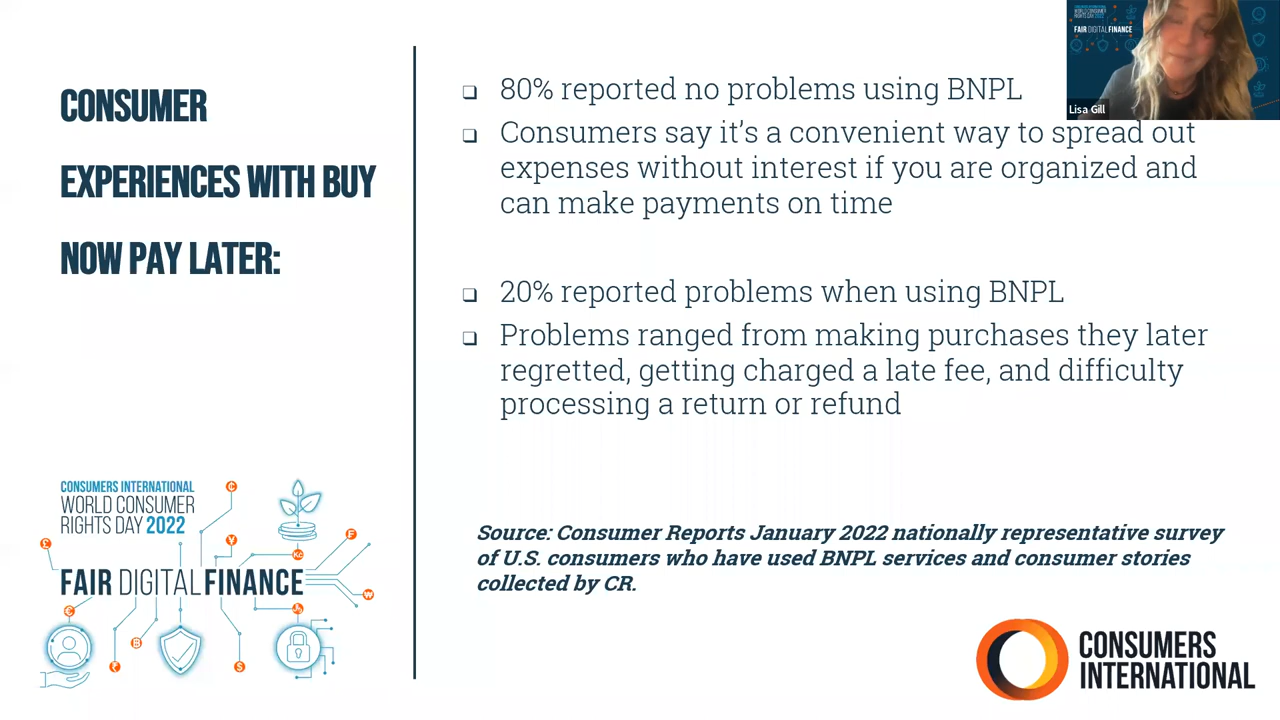 CONSUMER
EXPERIENCES WITH BUY
NOW PAY LATER:
❑ 80% reported no problems using BNPL
❑ Consumers say it’s a convenient way to spread out
expenses without interest if you are organized and
can make payments on time
❑ 20% reported problems when using BNPL
❑ Problems ranged from making purchases they later
regretted, getting charged a late fee, and difficulty
processing a return or refund
Source: Consumer Reports January 2022 nationally representative survey
of U.S. consumers who have used BNPL services and consumer stories
collected by CR.
CONSUMERS INTERNATIONAL
WORLD CONSUMER
RIGHTS DAY 2022
FAIR DIGITAL FINANCE
CONSUMERS
INTERNATIONAL
WORLD CONSUMER
RIGHTS DAY 2022
FAIR DIGITAL FINANCE
Lisa Gill